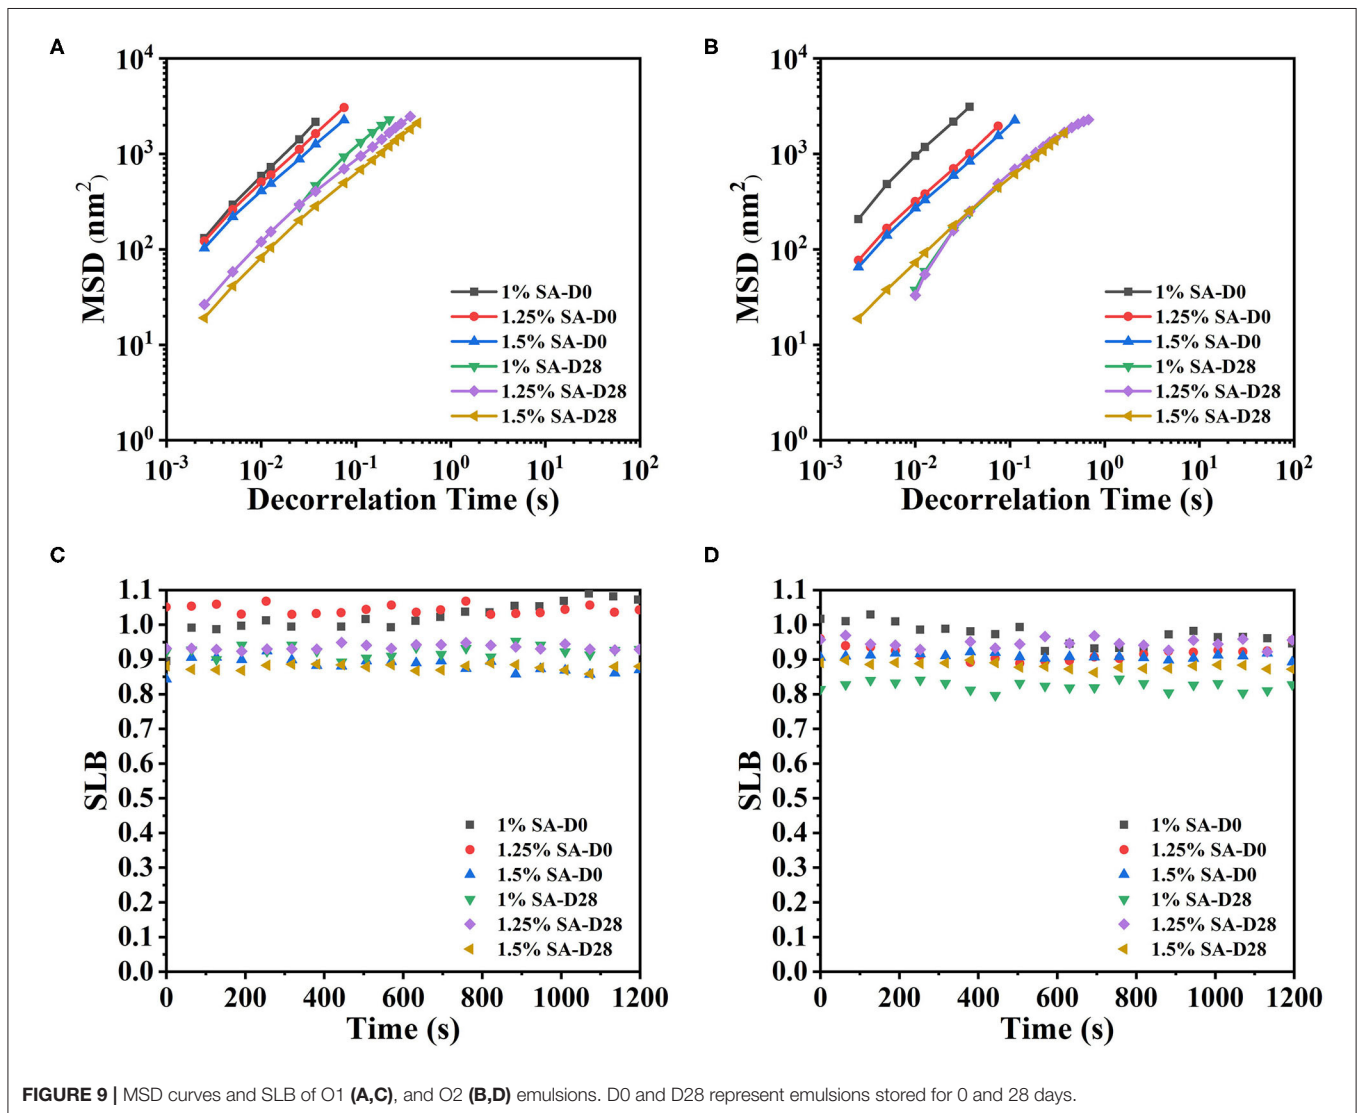 A
10^4
10^3
10^2
10^1
10^0
MSD (nm^2)
10^-3 10^-2 10^-1 10^0 10^1 10^2
Decorrelation Time (s)
1% SA-D0
1.25% SA-D0
1.5% SA-D0
1% SA-D28
1.25% SA-D28
1.5% SA-D28
B
10^4
10^3
10^2
10^1
10^0
MSD (nm^2)
10^-3 10^-2 10^-1 10^0 10^1 10^2
Decorrelation Time (s)
1% SA-D0
1.25% SA-D0
1.5% SA-D0
1% SA-D28
1.25% SA-D28
1.5% SA-D28
C
1.1
1.0
0.9
0.8
0.7
0.6
0.5
0.4
0.3
0.2
0.1
0.0
SLB
0 200 400 600 800 1000 1200
Time (s)
1% SA-D0
1.25% SA-D0
1.5% SA-D0
1% SA-D28
1.25% SA-D28
1.5% SA-D28
D
1.1
1.0
0.9
0.8
0.7
0.6
0.5
0.4
0.3
0.2
0.1
0.0
SLB
0 200 400 600 800 1000 1200
Time (s)
1% SA-D0
1.25% SA-D0
1.5% SA-D0
1% SA-D28
1.25% SA-D28
1.5% SA-D28
FIGURE 9 | MSD curves and SLB of O1 (A,C), and O2 (B,D) emulsions. D0 and D28 represent emulsions stored for 0 and 28 days.